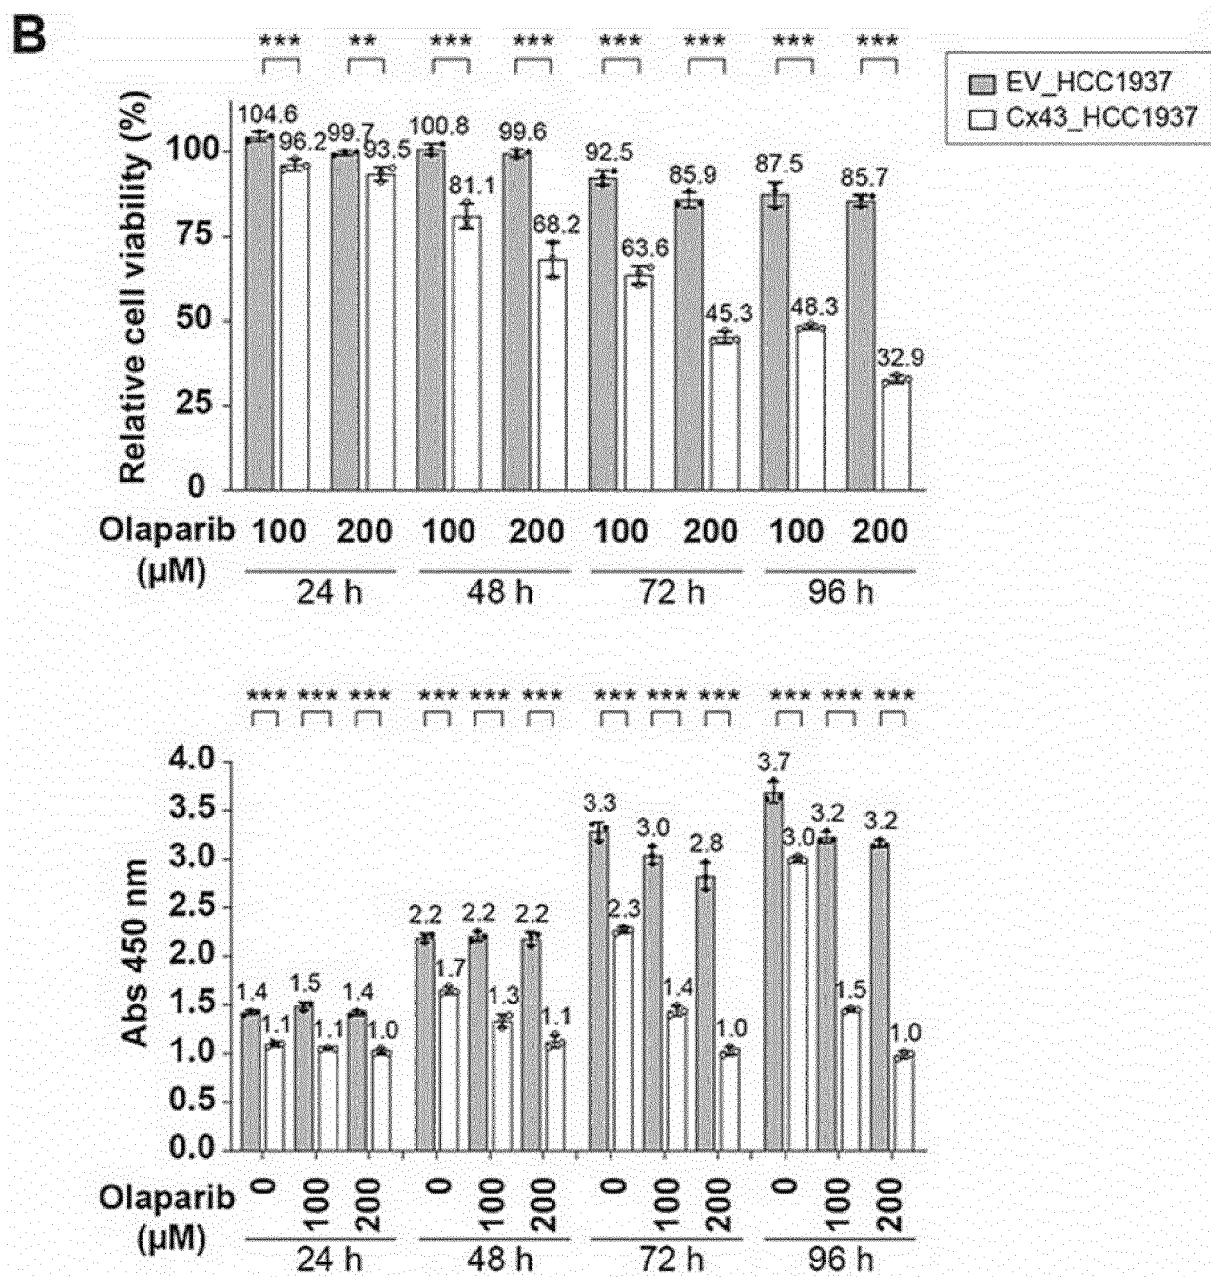 B
*** ** *** *** *** *** *** ***
EV_HCC1937
Cx43_HCC1937
Relative cell viability (%)
100
75
50
25
0
104.6 96.2 99.7 93.5 100.8 81.1 99.6 68.2 92.5 63.6 85.9 45.3 87.5 48.3 85.7 32.9
Olaparib 100 200 100 200 100 200 100 200
(µM)
24 h 48 h 72 h 96 h
*** *** *** *** *** *** *** *** *** *** *** ***
Abs 450 nm
4.0
3.5
3.0
2.5
2.0
1.5
1.0
0.5
0.0
1.4 1.1 1.5 1.1 1.4 1.0 2.2 1.7 2.2 1.3 2.2 1.1 3.3 2.3 3.0 1.4 2.8 1.0 3.7 3.0 3.2 1.5 3.2 1.0
Olaparib 0 100 200 0 100 200 0 100 200 0 100 200
(µM)
24 h 48 h 72 h 96 h